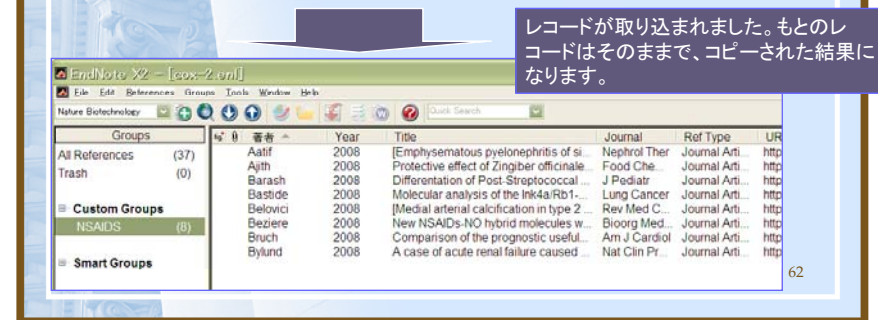 レコードが取り込まれました。もとのレ
コードはそのままで、コピーされた結果に
なります。
EndNote X2 - [cox-2.enl]
File Edit References Groups Tools Window Help
Nature Biotechnology Quick Search
Groups 著者 Year Title Journal Ref Type UR
All References (37) Aatif 2008 [Emphysematous pyelonephritis of si... Nephrol Ther Journal Arti... http
Trash (0) Ajith 2008 Protective effect of Zingiber officinale... Food Che... Journal Arti... http
Barash 2008 Differentation of Post-Streptococcal ... J Pediatr Journal Arti... http
Bastide 2008 Molecular analysis of the Ink4a/Rb1-... Lung Cancer Journal Arti... http
Custom Groups Belovici 2008 [Medial arterial calcification in type 2 ... Rev Med C... Journal Arti... http
NSAIDS (8) Beziere 2008 New NSAIDs-NO hybrid molecules w... Bioorg Med... Journal Arti... http
Bruch 2008 Comparison of the prognostic useful... Am J Cardiol Journal Arti... http
Smart Groups Bylund 2008 A case of acute renal failure caused ... Nat Clin Pr... Journal Arti... http
62